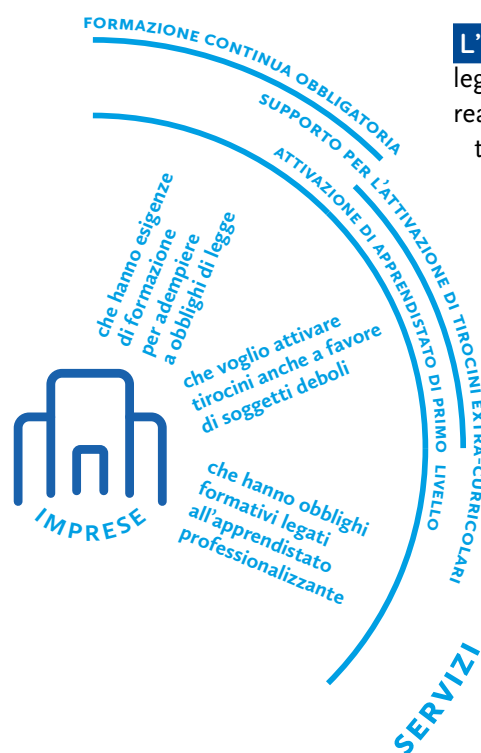 FORMAZIONE CONTINUA OBBLIGATORIA
SUPPORTO PER L'ATTIVAZIONE DI TIROCINI EXTRA-CURRICOLARI
ATTIVAZIONE DI APPRENDISTATO DI PRIMO LIVELLO
che hanno esigenze
di formazione
per adempiere
a obblighi di legge
che voglio attivare
tirocini anche a favore
di soggetti deboli
che hanno obblighi
formativi legati
all'apprendistato
professionalizzante
IMPRESE
SERVIZI
L'